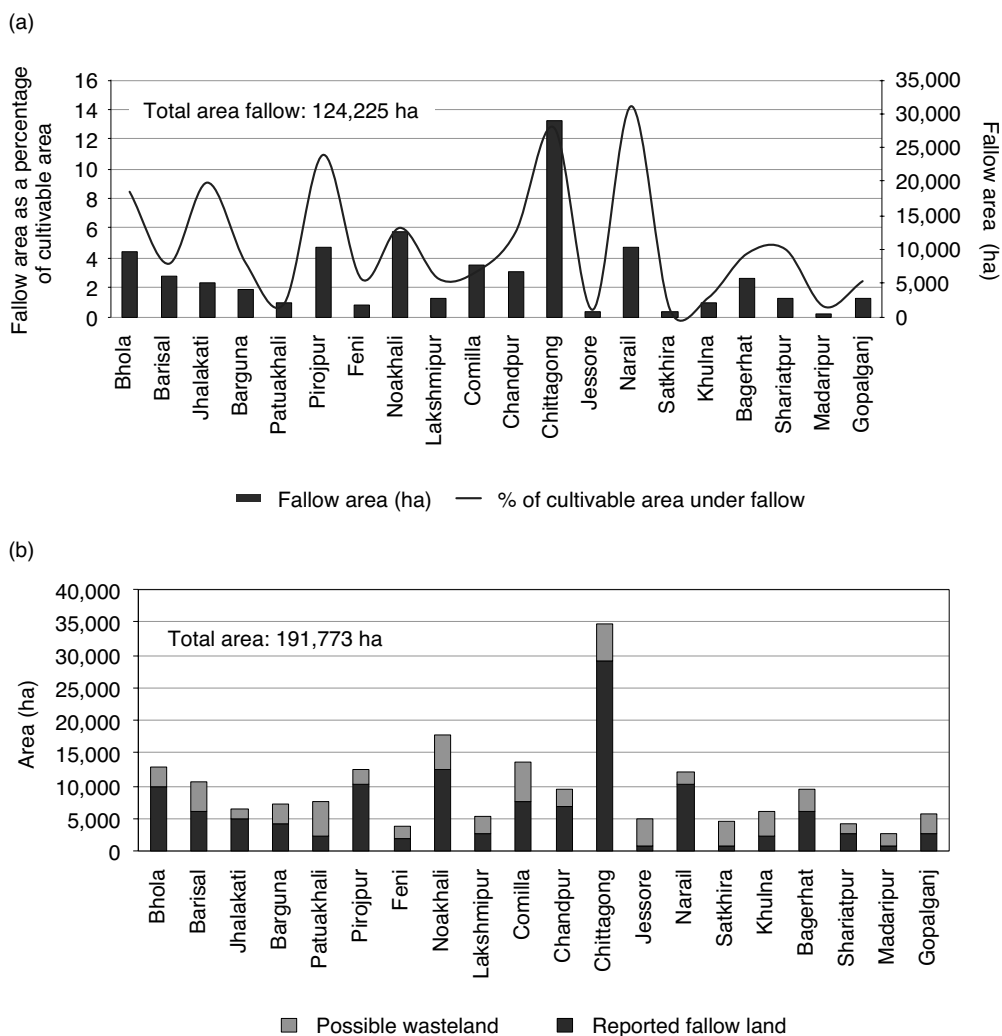 (a)
Fallow area as a percentage
of cultivable area
16
14
12
10
8
6
4
2
0
Total area fallow: 124,225 ha
35,000
30,000
25,000
20,000
15,000
10,000
5,000
0
Fallow area (ha)
Bhola
Barisal
Jhalakati
Barguna
Patuakhali
Pirojpur
Feni
Noakhali
Lakshmipur
Comilla
Chandpur
Chittagong
Jessore
Narail
Satkhira
Khulna
Bagerhat
Shariatpur
Madaripur
Gopalganj
Fallow area (ha)
% of cultivable area under fallow
(b)
Area (ha)
40,000
35,000
30,000
25,000
20,000
15,000
10,000
5,000
0
Total area: 191,773 ha
Bhola
Barisal
Jhalakati
Barguna
Patuakhali
Pirojpur
Feni
Noakhali
Lakshmipur
Comilla
Chandpur
Chittagong
Jessore
Narail
Satkhira
Khulna
Bagerhat
Shariatpur
Madaripur
Gopalganj
Possible wasteland
Reported fallow land